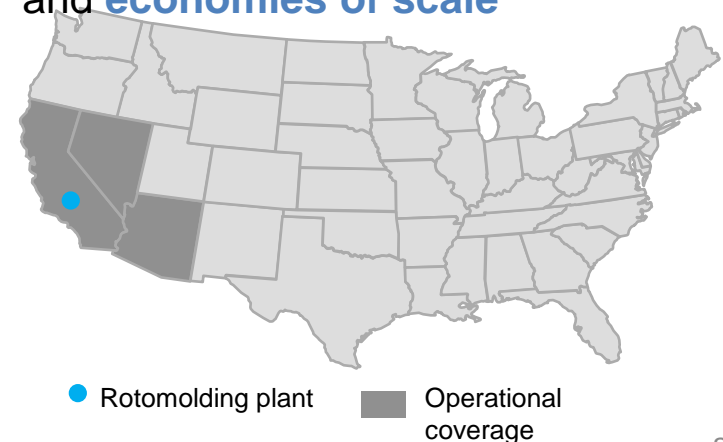 and economies of scale
Rotomolding plant
Operational
coverage